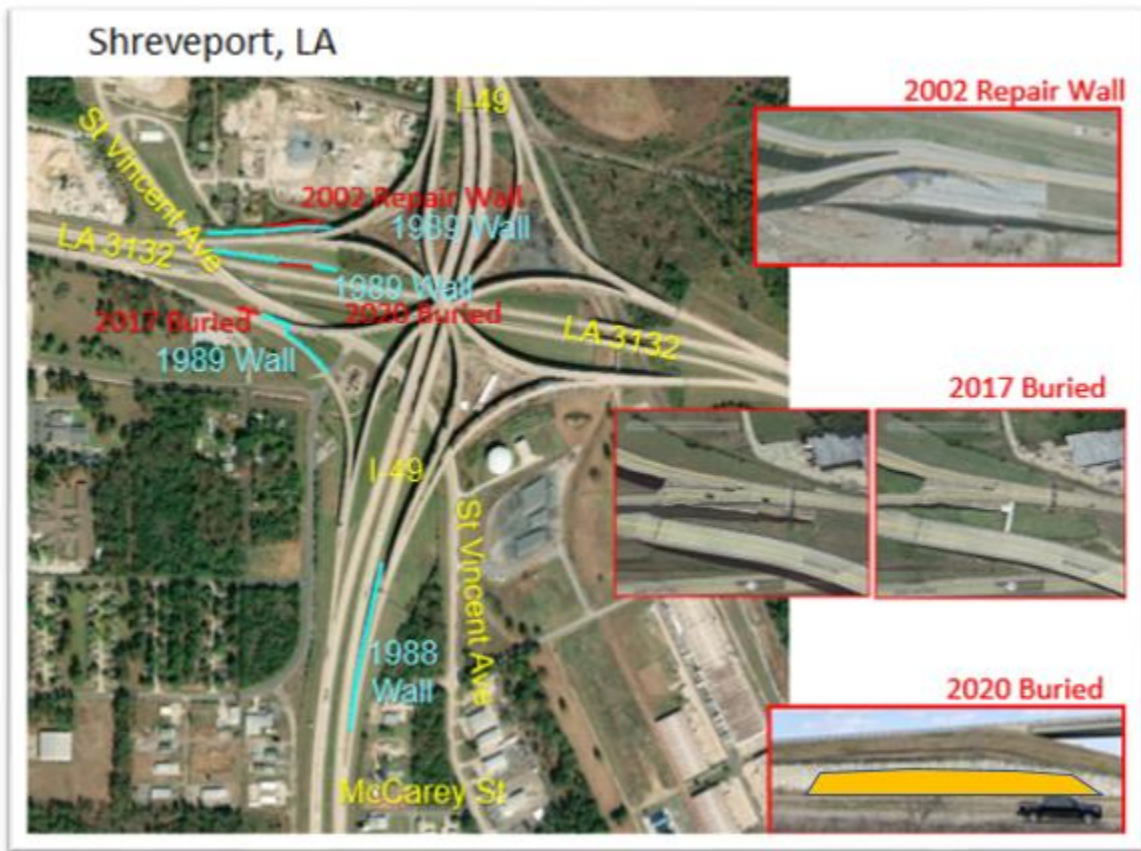 Shreveport, LA
2002 Repair Wall
I-49
St Vincent Ave
2002 Repair Wall
1989 Wall
LA 3132
1989 Wall
2020 Buried
2017 Buried
1989 Wall
LA 3132
2017 Buried
I-49
St Vincent Ave
1988
Wall
2020 Buried
McCarey St